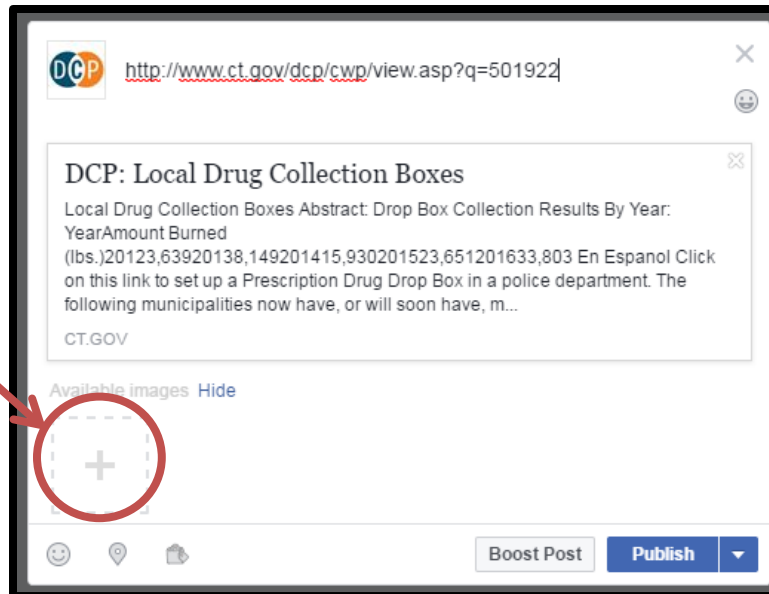 DCP
http://www.ct.gov/dcp/cwp/view.asp?q=501922
DCP: Local Drug Collection Boxes
Local Drug Collection Boxes Abstract: Drop Box Collection Results By Year:
YearAmount Burned
(lbs.)20123,63920138,149201415,930201523,651201633,803 En Espanol Click
on this link to set up a Prescription Drug Drop Box in a police department. The
following municipalities now have, or will soon have, m...
CT.GOV
Available images Hide
+
Boost Post Publish